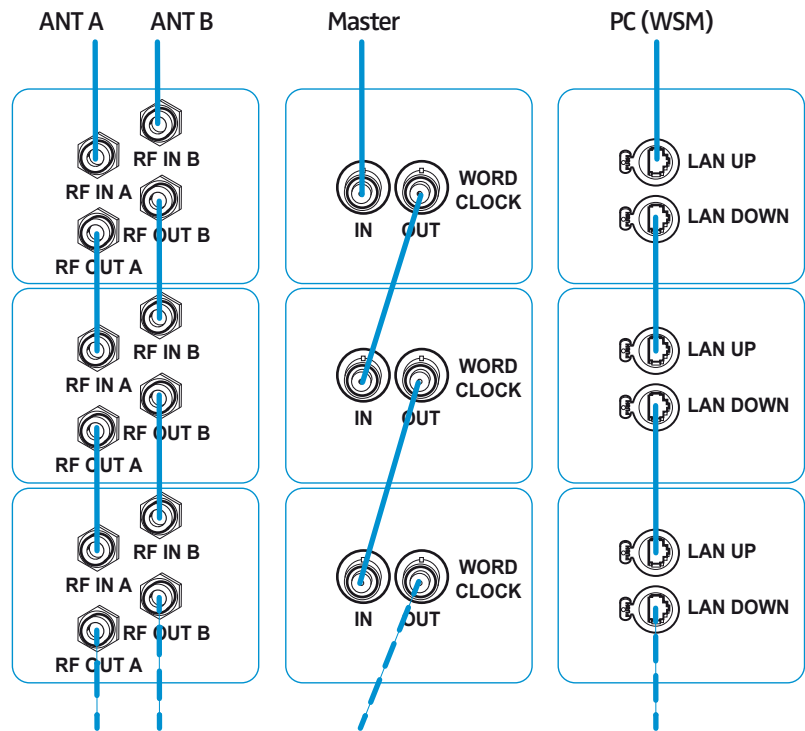 ANT A ANT B Master PC (WSM)
RF IN B
RF IN A
RF OUT B
RF OUT A
WORD
CLOCK
IN OUT
LAN UP
LAN DOWN
RF IN B
RF IN A
RF OUT B
RF OUT A
WORD
CLOCK
IN OUT
LAN UP
LAN DOWN
RF IN B
RF IN A
RF OUT B
RF OUT A
WORD
CLOCK
IN OUT
LAN UP
LAN DOWN